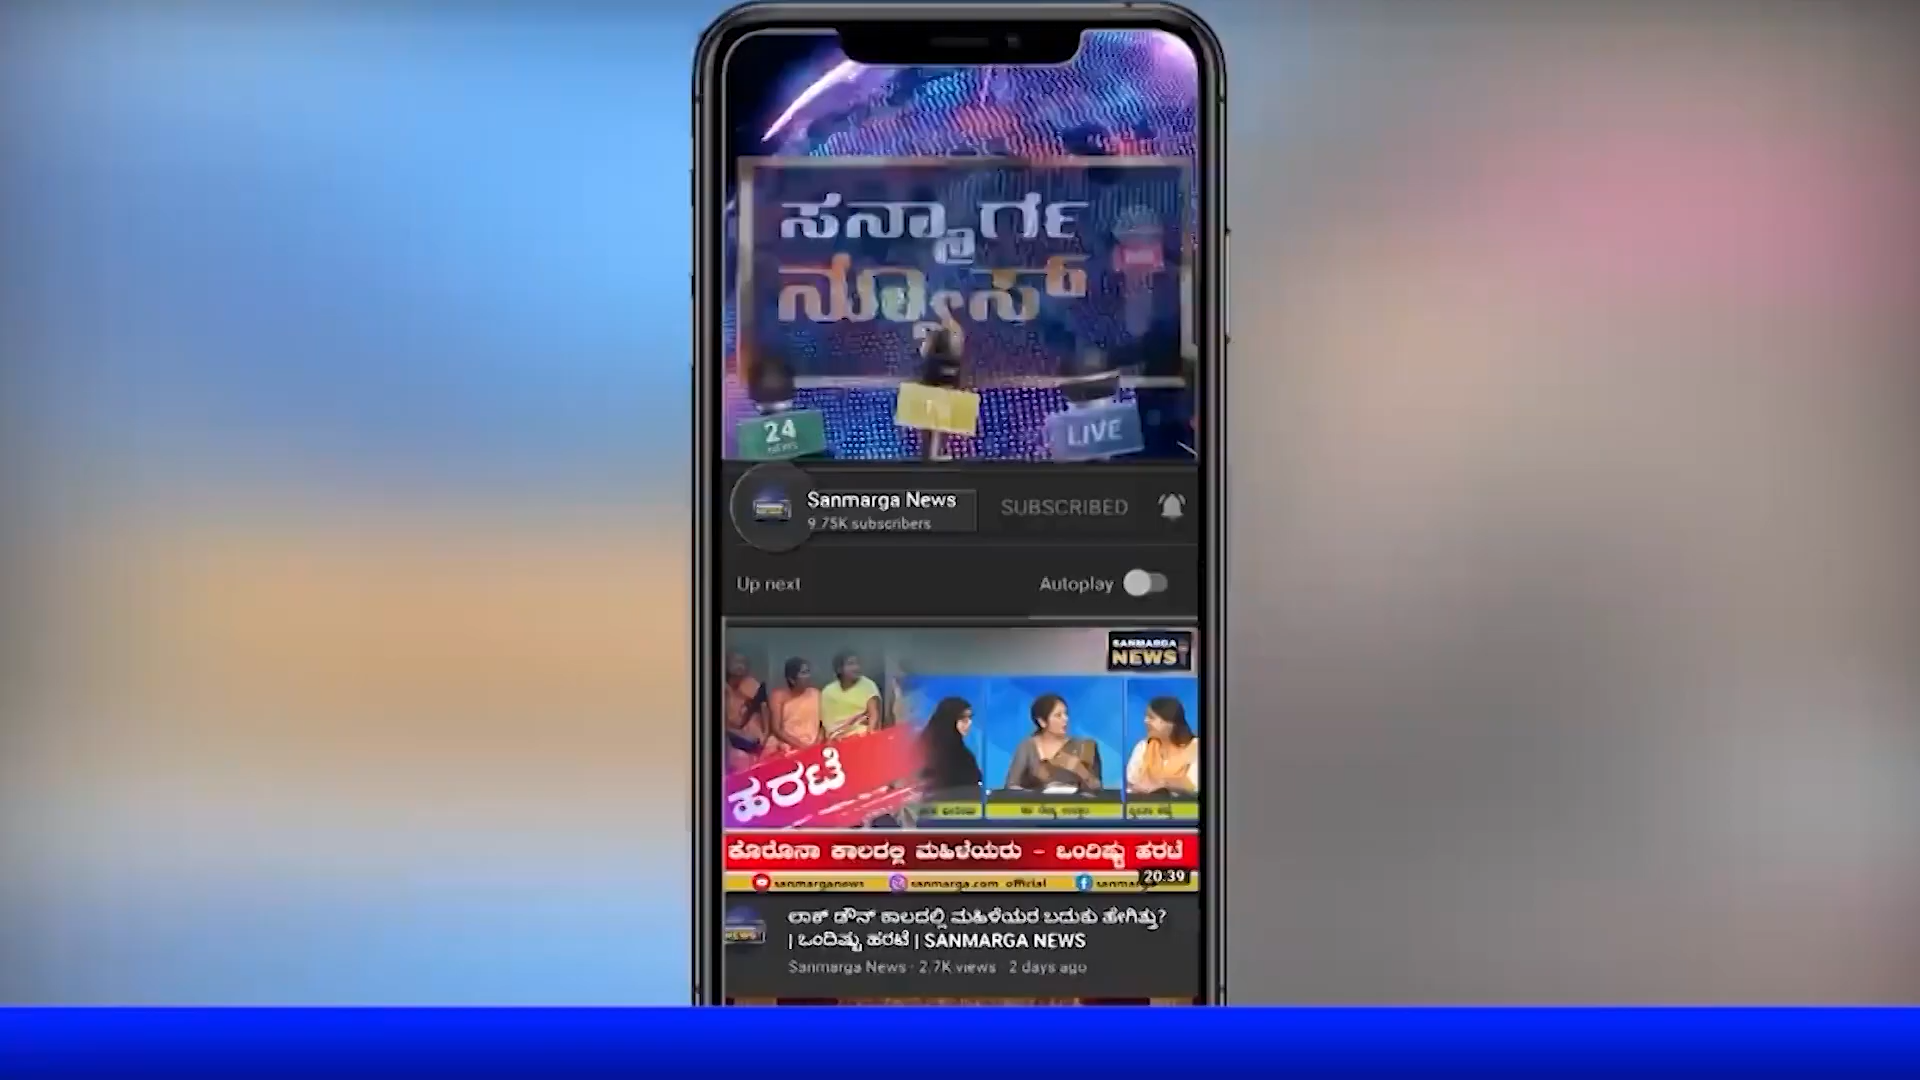 ಸನ್ಮಾರ್ಗ
ನ್ಯೂಸ್
24
NEWS
LIVE
Sanmarga News
9.75K subscribers
SUBSCRIBED
Up next
Autoplay
SANMARGA
NEWS
ಹರಟೆ
ಕೊರೊನಾ ಕಾಲದಲ್ಲಿ ಮಹಿಳೆಯರು - ಒಂದಿಷ್ಟು ಹರಟೆ
sanmarganews sanmarga.com_official
20:39
ಲಾಕ್ ಡೌನ್ ಕಾಲದಲ್ಲಿ ಮಹಿಳೆಯರ ಬದುಕು ಹೇಗಿತ್ತು?
| ಒಂದಿಷ್ಟು ಹರಟೆ | SANMARGA NEWS
Sanmarga News · 2.7K views · 2 days ago